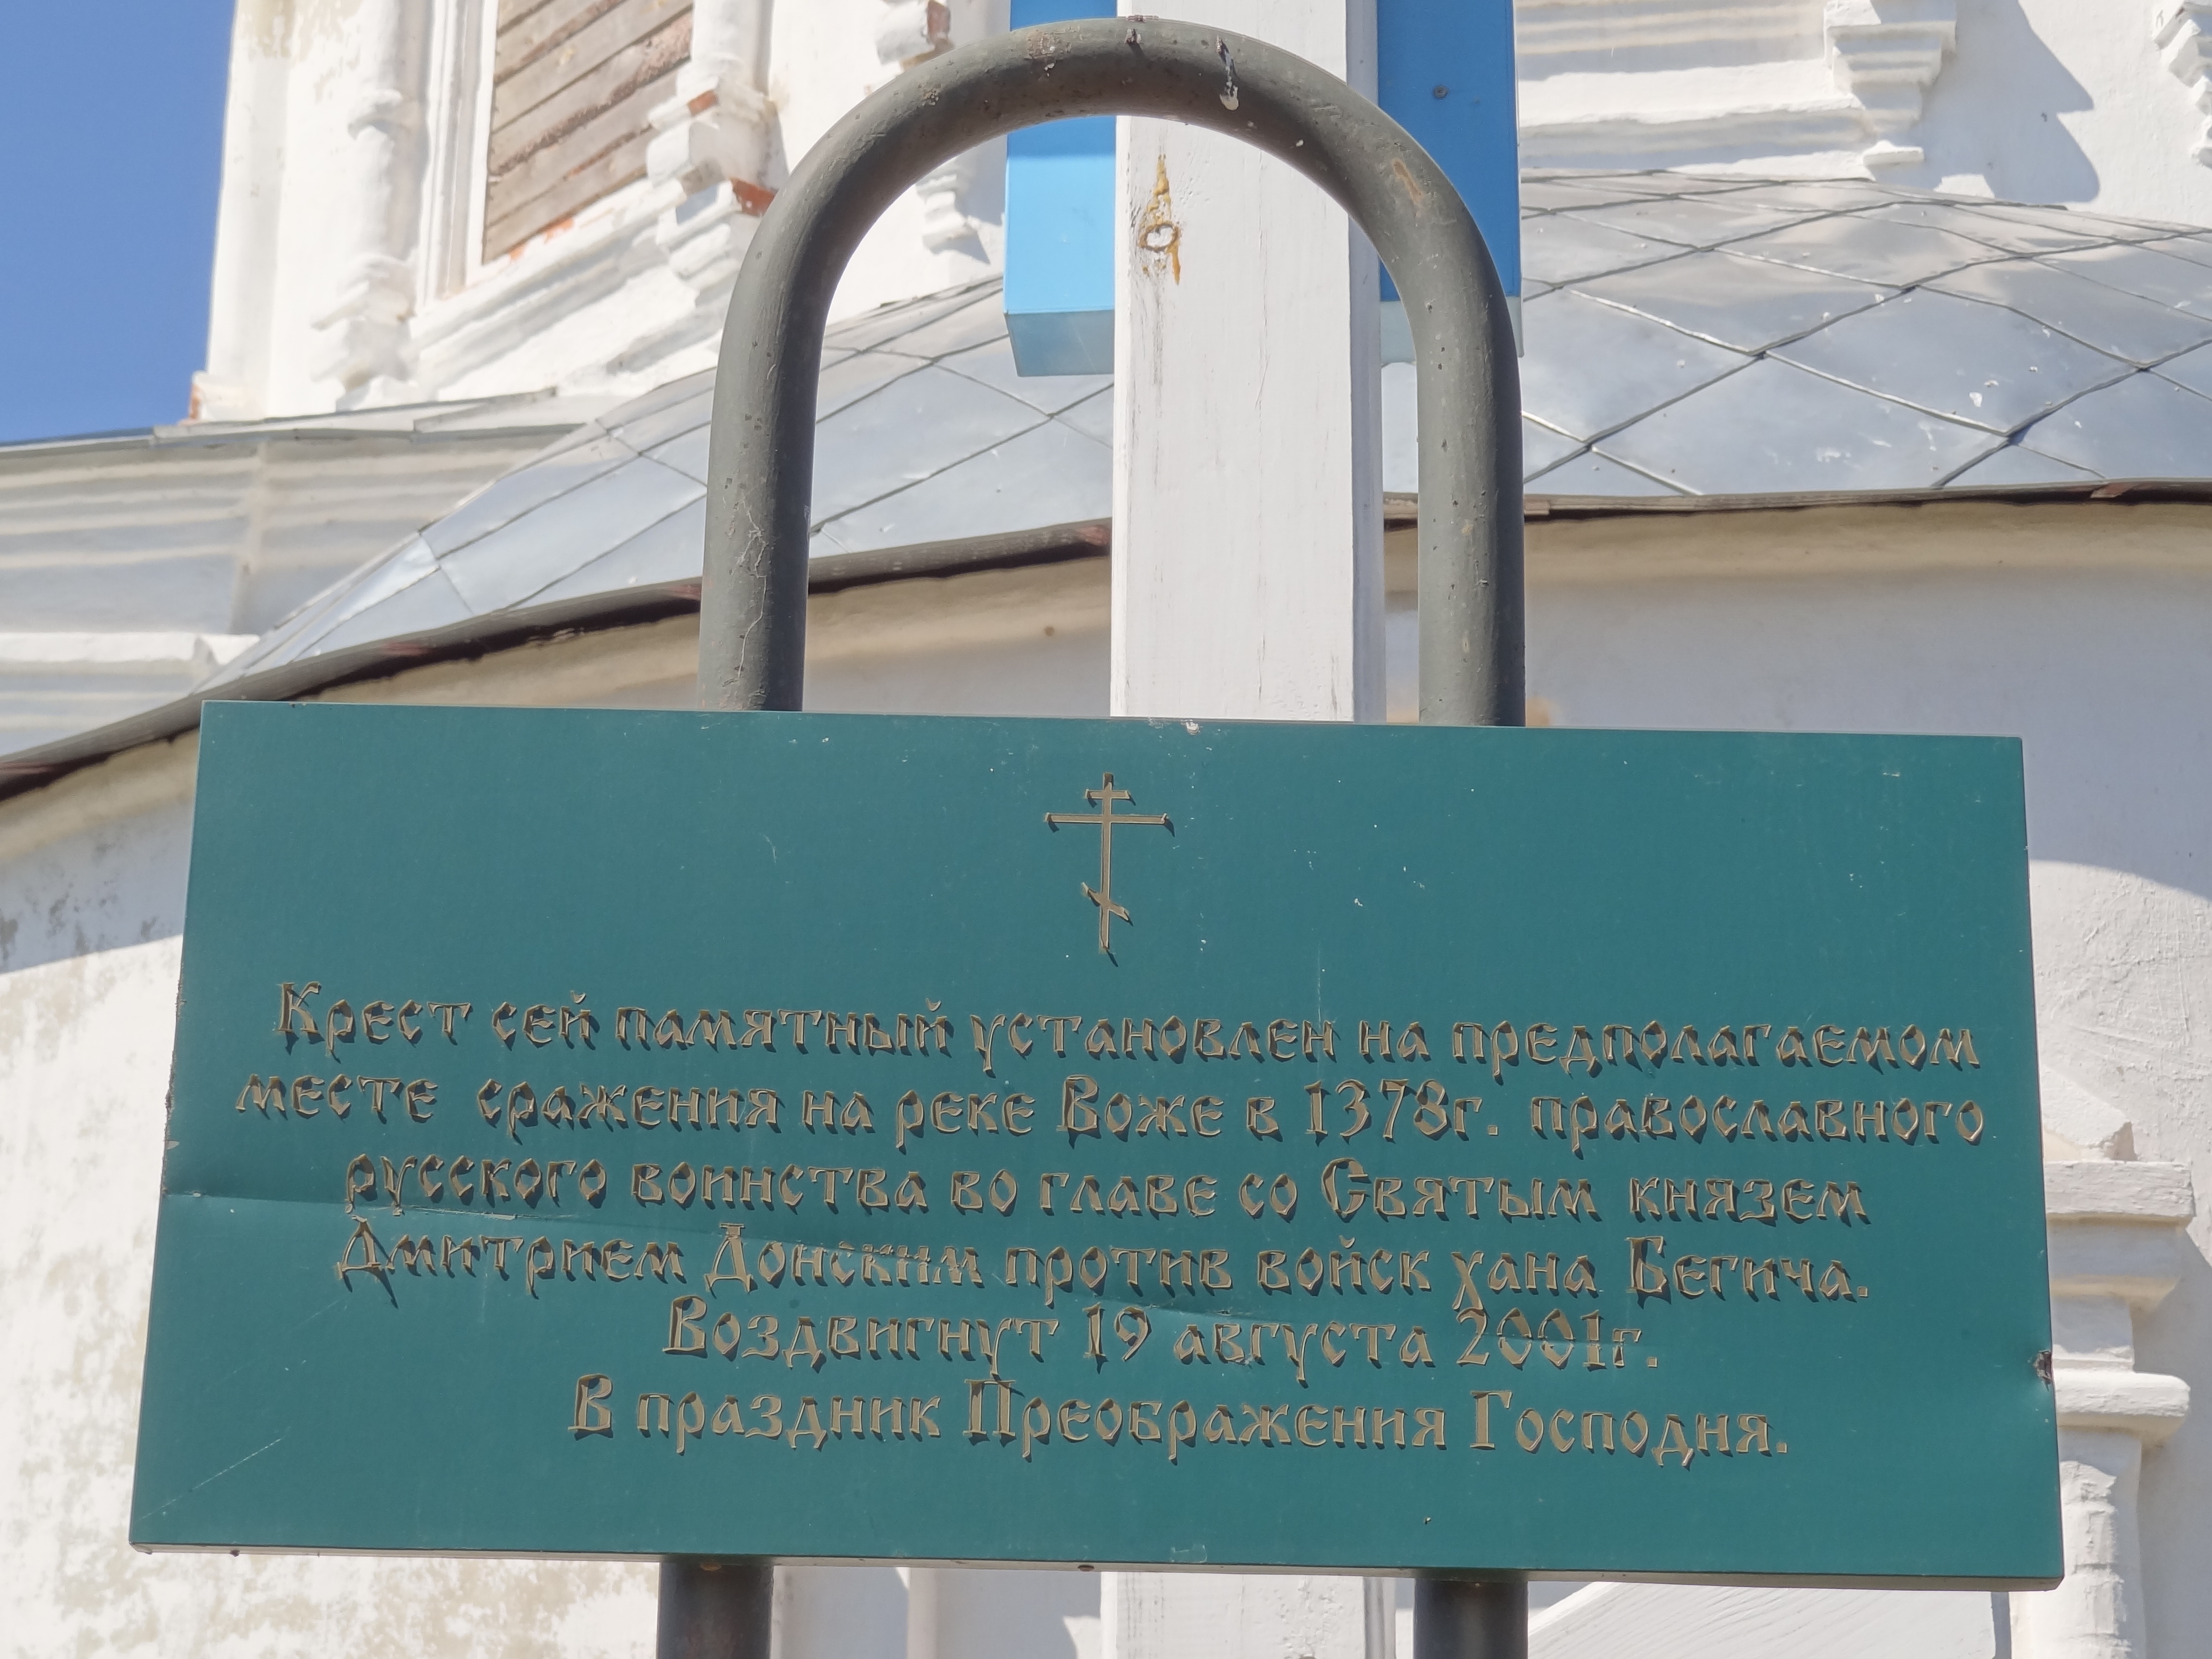 Крест сей памятный установлен на предполагаемом
месте сражения на реке Воже в 1378г. православного
русского воинства во главе со Святым князем
Дмитрием Донским против войск хана Бегича.
Воздвигнут 19 августа 2001г.
В праздник Преображения Господня.